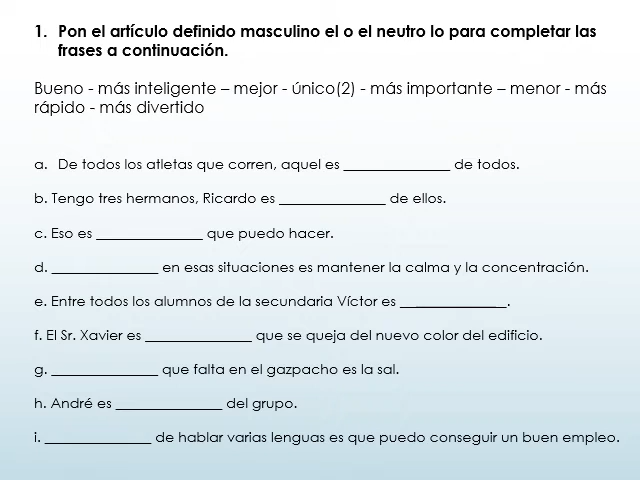 1. Pon el artículo definido masculino el o el neutro lo para completar las
frases a continuación.
Bueno - más inteligente – mejor - único(2) - más importante – menor - más
rápido - más divertido
a. De todos los atletas que corren, aquel es _______________ de todos.
b. Tengo tres hermanos, Ricardo es _______________ de ellos.
c. Eso es _______________ que puedo hacer.
d. _______________ en esas situaciones es mantener la calma y la concentración.
e. Entre todos los alumnos de la secundaria Víctor es _______________.
f. El Sr. Xavier es _______________ que se queja del nuevo color del edificio.
g. _______________ que falta en el gazpacho es la sal.
h. André es _______________ del grupo.
i. _______________ de hablar varias lenguas es que puedo conseguir un buen empleo.